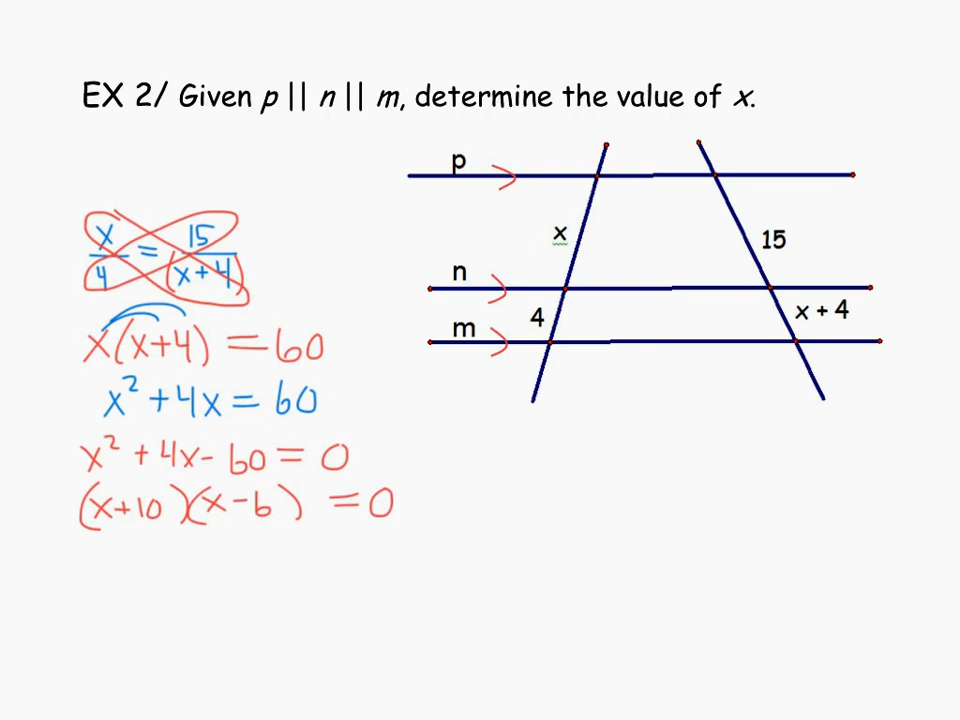 EX 2/ Given p || n || m, determine the value of x.
p
x/4 = 15/(x+4)
x
15
n
4
x + 4
m
x(x+4) = 60
x² + 4x = 60
x² + 4x - 60 = 0
(x+10)(x-6) = 0